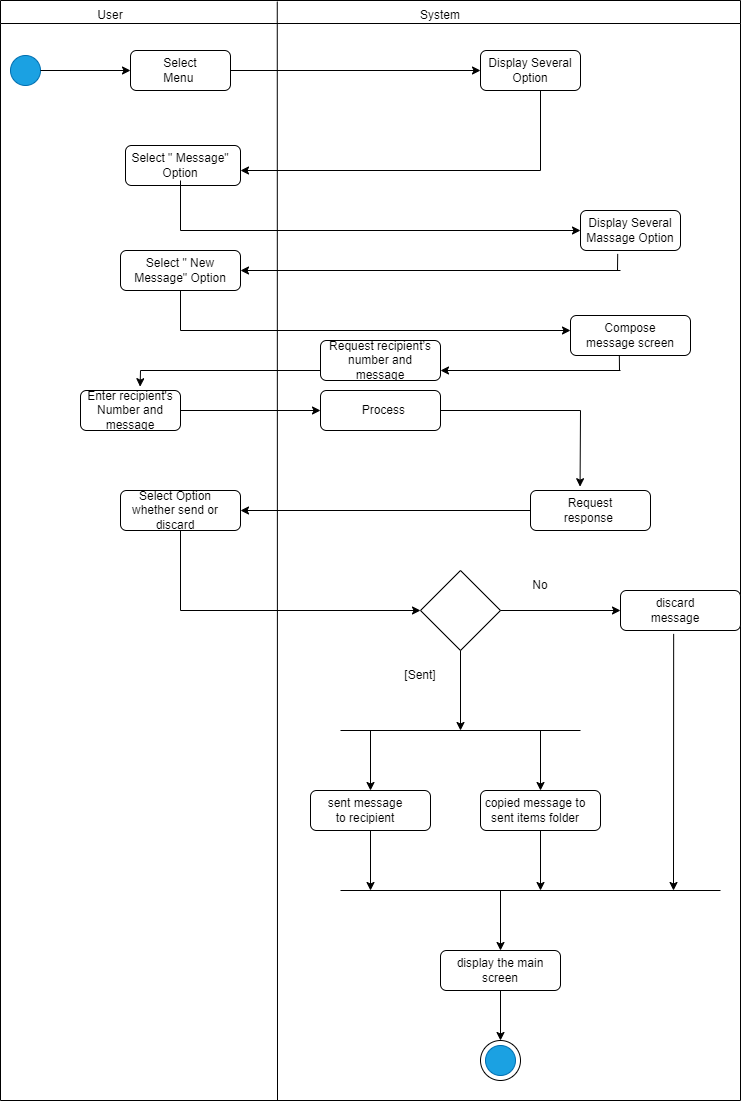 User
System
Select
Menu
Display Several
Option
Select " Message"
Option
Display Several
Massage Option
Select " New
Message" Option
Compose
message screen
Request recipient's
number and
message
Enter recipient's
Number and
message
Process
Select Option
whether send or
discard
Request
response
No
discard
message
[Sent]
sent message
to recipient
copied message to
sent items folder
display the main
screen